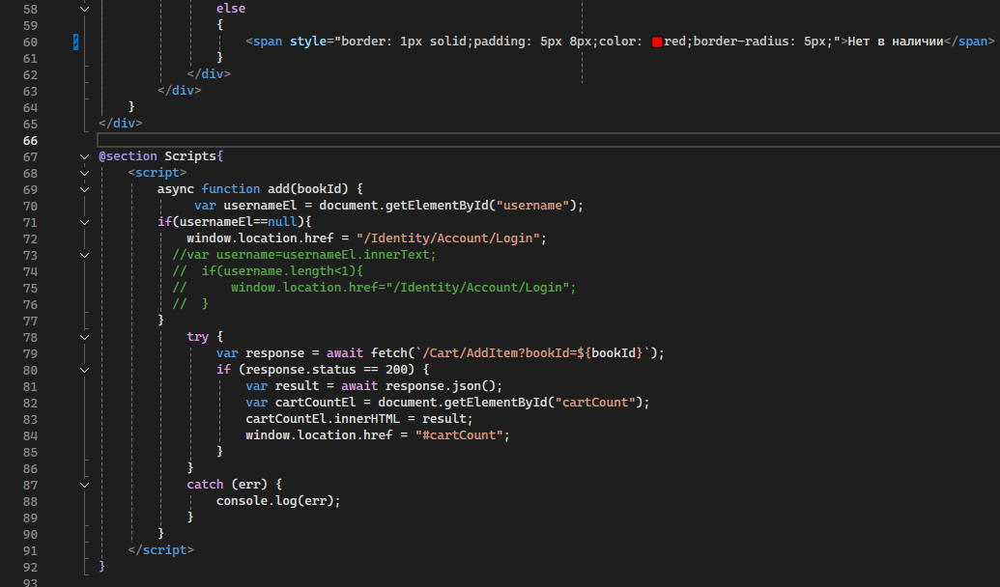 58 else
59 {
60 <span style="border: 1px solid;padding: 5px 8px;color: red;border-radius: 5px;">Нет в наличии</span>
61 }
62 </div>
63 </div>
64 }
65 </div>
66
67 @section Scripts{
68 <script>
69 async function add(bookId) {
70 var usernameEl = document.getElementById("username");
71 if(usernameEl==null){
72 window.location.href = "/Identity/Account/Login";
73 //var username=usernameEl.innerText;
74 //  if(username.length<1){
75 //      window.location.href="/Identity/Account/Login";
76 //  }
77 }
78 try {
79 var response = await fetch(`/Cart/AddItem?bookId=${bookId}`);
80 if (response.status == 200) {
81 var result = await response.json();
82 var cartCountEl = document.getElementById("cartCount");
83 cartCountEl.innerHTML = result;
84 window.location.href = "#cartCount";
85 }
86 }
87 catch (err) {
88 console.log(err);
89 }
90 }
91 </script>
92 }
93